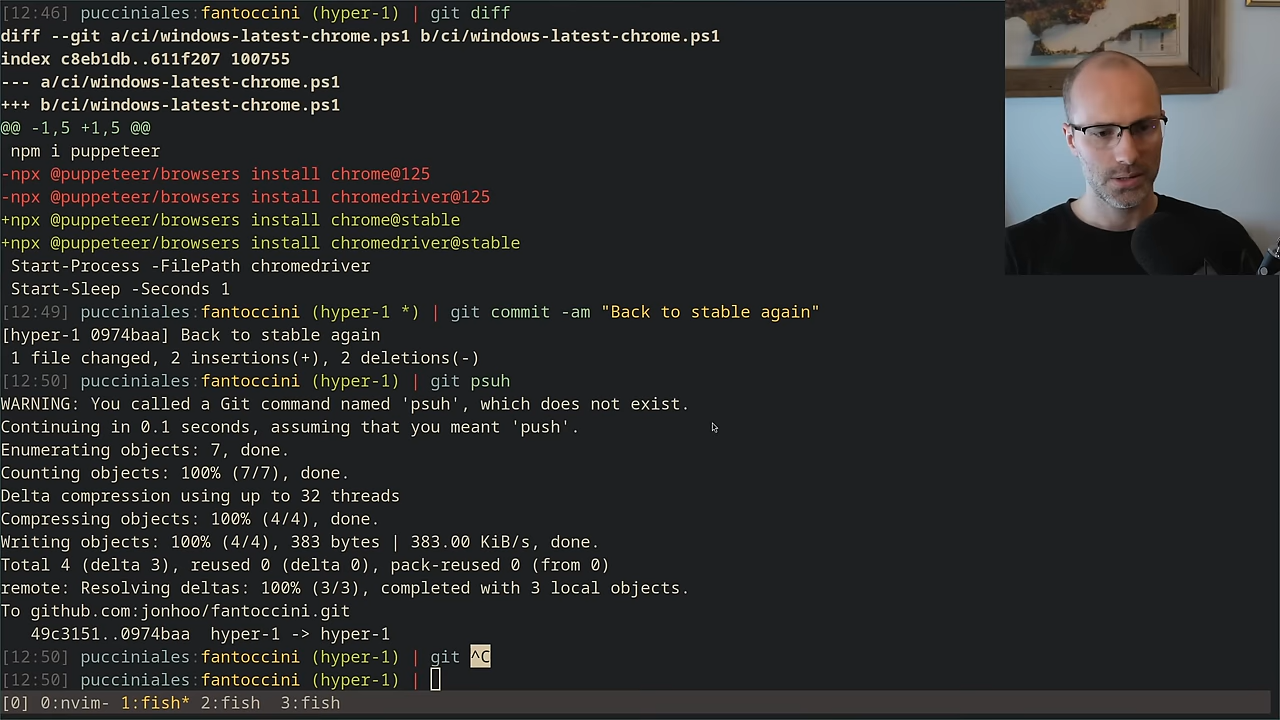 [12:46] pucciniales:fantoccini (hyper-1) | git diff
diff --git a/ci/windows-latest-chrome.ps1 b/ci/windows-latest-chrome.ps1
index c8eb1db..611f207 100755
--- a/ci/windows-latest-chrome.ps1
+++ b/ci/windows-latest-chrome.ps1
@@ -1,5 +1,5 @@
 npm i puppeteer
-npx @puppeteer/browsers install chrome@125
-npx @puppeteer/browsers install chromedriver@125
+npx @puppeteer/browsers install chrome@stable
+npx @puppeteer/browsers install chromedriver@stable
 Start-Process -FilePath chromedriver
 Start-Sleep -Seconds 1
[12:49] pucciniales:fantoccini (hyper-1 *) | git commit -am "Back to stable again"
[hyper-1 0974baa] Back to stable again
 1 file changed, 2 insertions(+), 2 deletions(-)
[12:50] pucciniales:fantoccini (hyper-1) | git psuh
WARNING: You called a Git command named 'psuh', which does not exist.
Continuing in 0.1 seconds, assuming that you meant 'push'.
Enumerating objects: 7, done.
Counting objects: 100% (7/7), done.
Delta compression using up to 32 threads
Compressing objects: 100% (4/4), done.
Writing objects: 100% (4/4), 383 bytes | 383.00 KiB/s, done.
Total 4 (delta 3), reused 0 (delta 0), pack-reused 0 (from 0)
remote: Resolving deltas: 100% (3/3), completed with 3 local objects.
To github.com:jonhoo/fantoccini.git
   49c3151..0974baa  hyper-1 -> hyper-1
[12:50] pucciniales:fantoccini (hyper-1) | git ^C
[12:50] pucciniales:fantoccini (hyper-1) |
[0] 0:nvim- 1:fish* 2:fish  3:fish